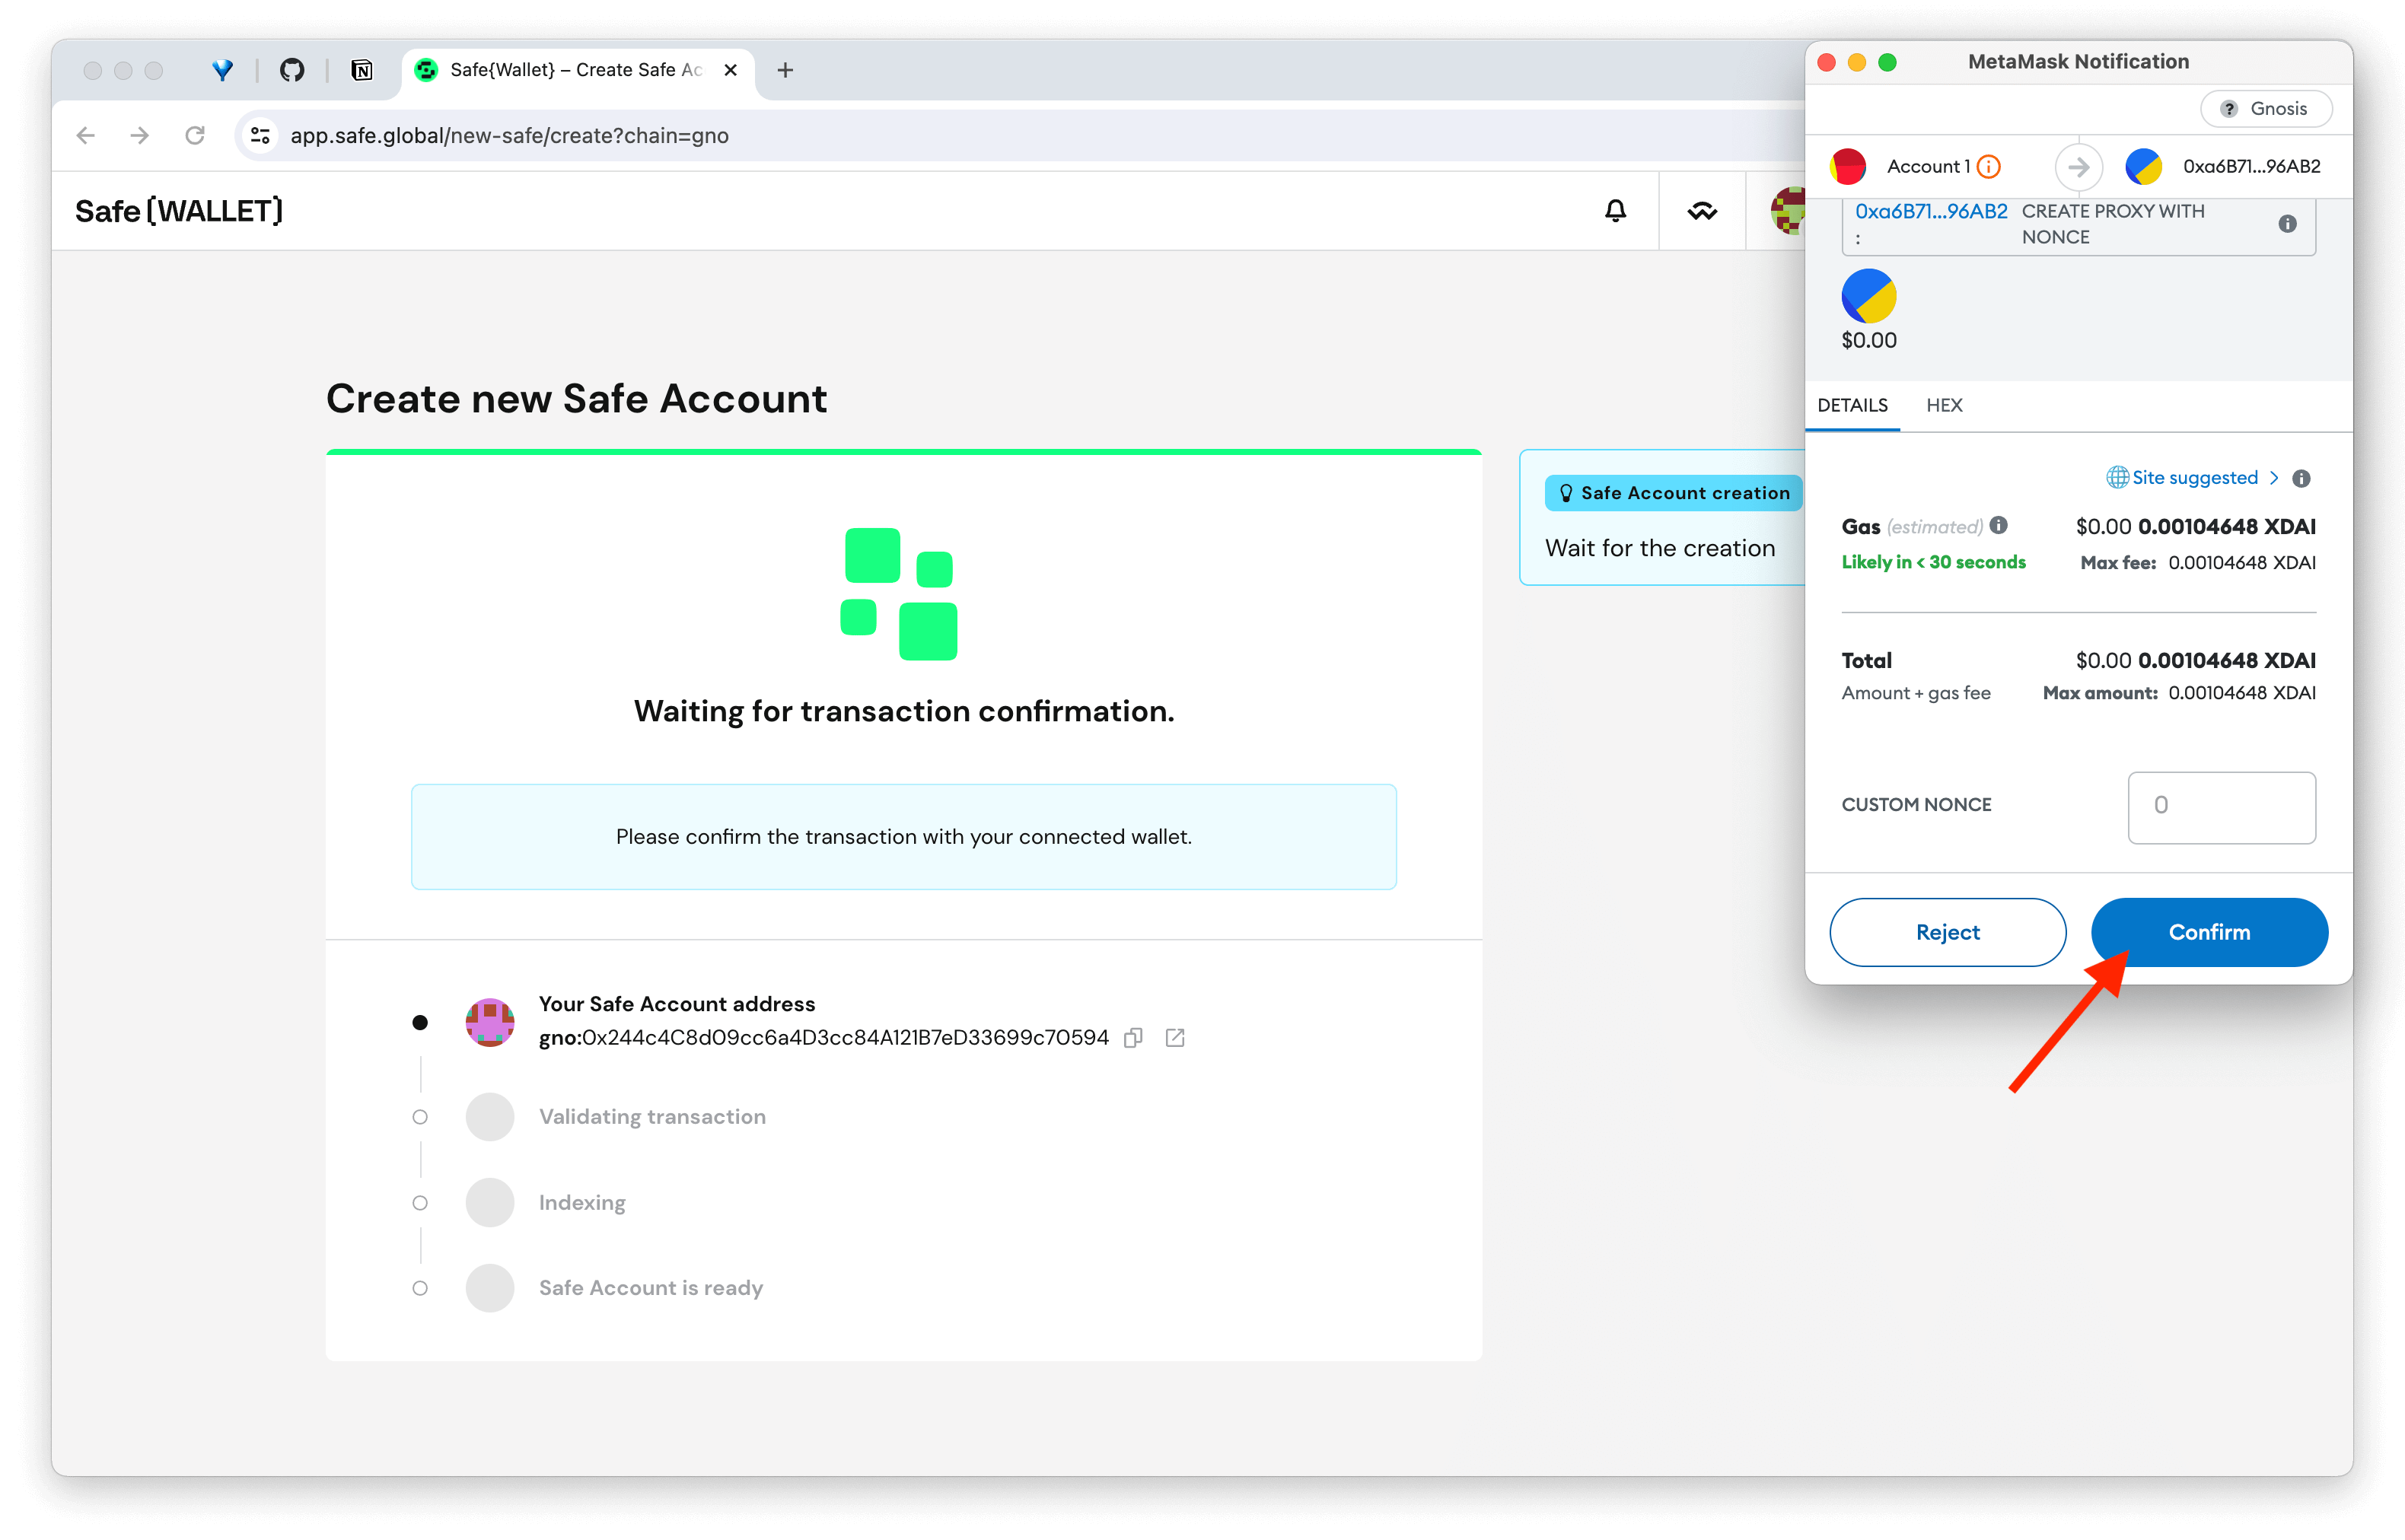 Safe{Wallet} – Create Safe Ac
app.safe.global/new-safe/create?chain=gno
Safe{WALLET}
Create new Safe Account
Waiting for transaction confirmation.
Please confirm the transaction with your connected wallet.
Your Safe Account address
gno:0x244c4C8d09cc6a4D3cc84A121B7eD33699c70594
Validating transaction
Indexing
Safe Account is ready
Safe Account creation
Wait for the creation
MetaMask Notification
Gnosis
Account 1
0xa6B71...96AB2
0xa6B71...96AB2 CREATE PROXY WITH
: NONCE
$0.00
DETAILS HEX
Site suggested >
Gas (estimated) $0.00 0.00104648 XDAI
Likely in < 30 seconds Max fee: 0.00104648 XDAI
Total $0.00 0.00104648 XDAI
Amount + gas fee Max amount: 0.00104648 XDAI
CUSTOM NONCE 0
Reject Confirm